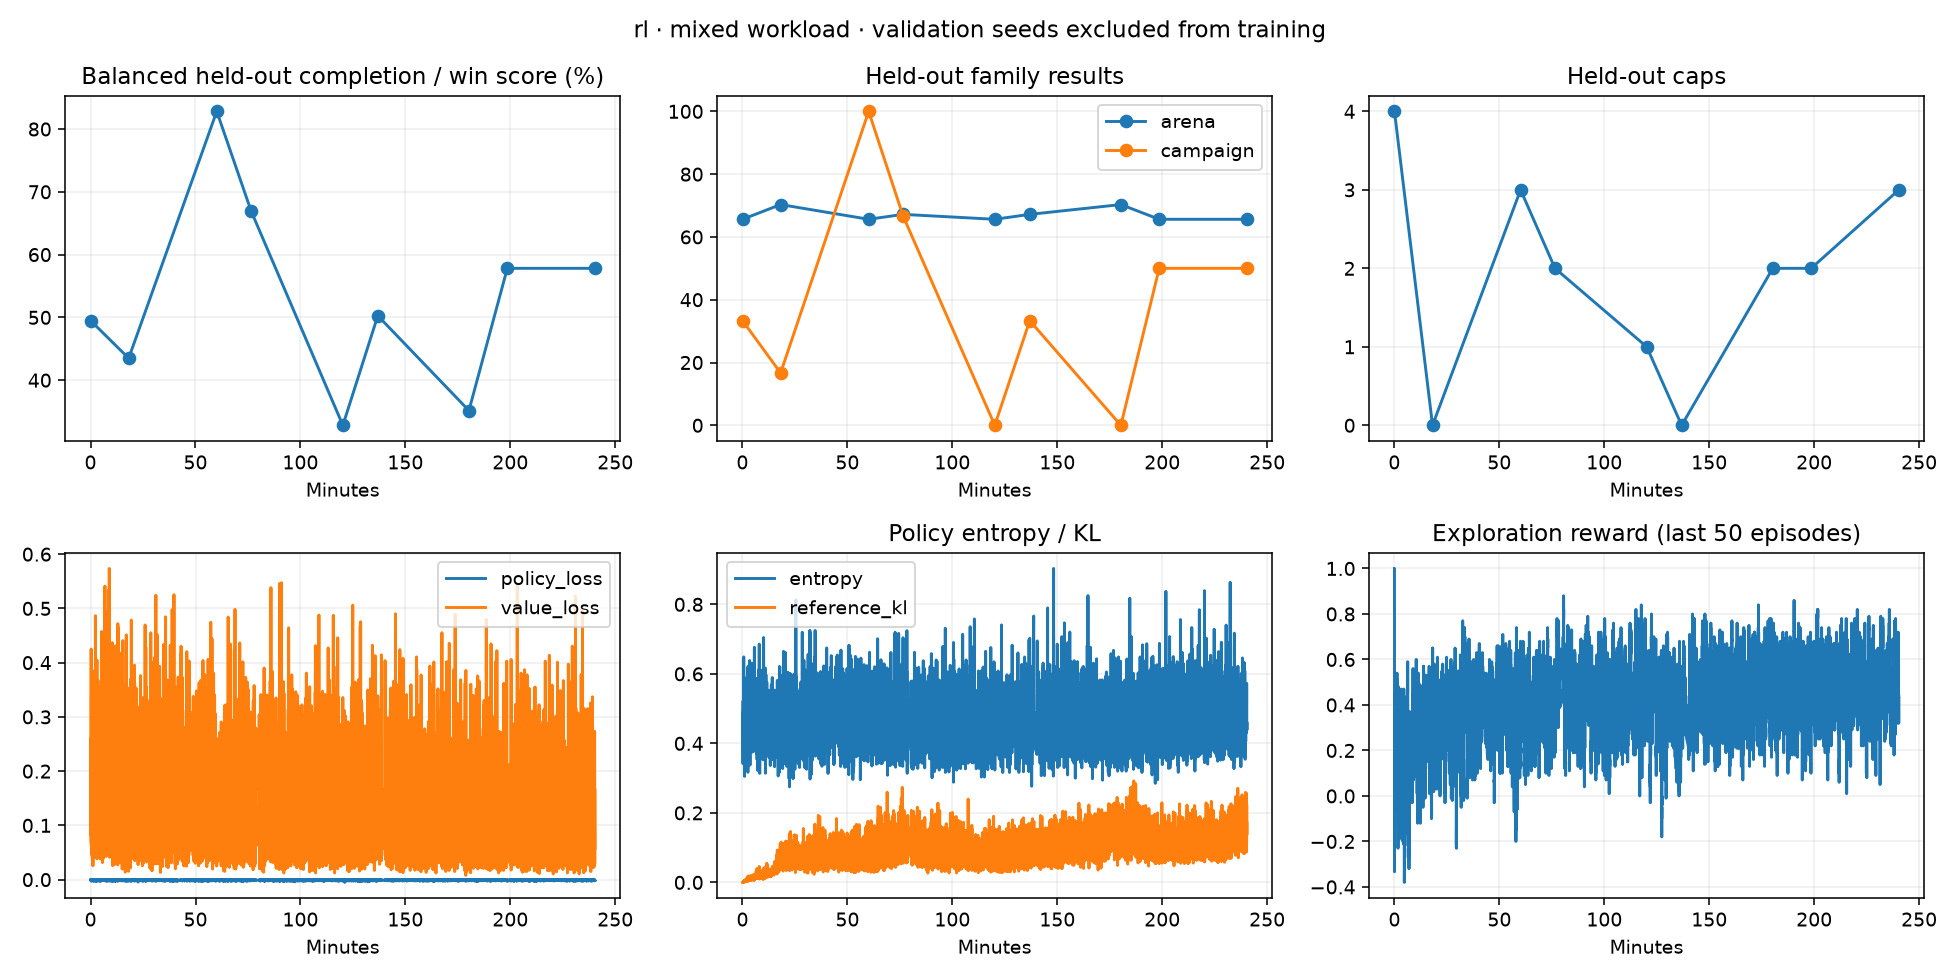 rl · mixed workload · validation seeds excluded from training
Balanced held-out completion / win score (%)
80
70
60
50
40
0 50 100 150 200 250
Minutes
Held-out family results
arena
campaign
100
80
60
40
20
0
0 50 100 150 200 250
Minutes
Held-out caps
4
3
2
1
0
0 50 100 150 200 250
Minutes
policy_loss
value_loss
0.6
0.5
0.4
0.3
0.2
0.1
0.0
0 50 100 150 200 250
Minutes
Policy entropy / KL
entropy
reference_kl
0.8
0.6
0.4
0.2
0.0
0 50 100 150 200 250
Minutes
Exploration reward (last 50 episodes)
1.0
0.8
0.6
0.4
0.2
0.0
−0.2
−0.4
0 50 100 150 200 250
Minutes